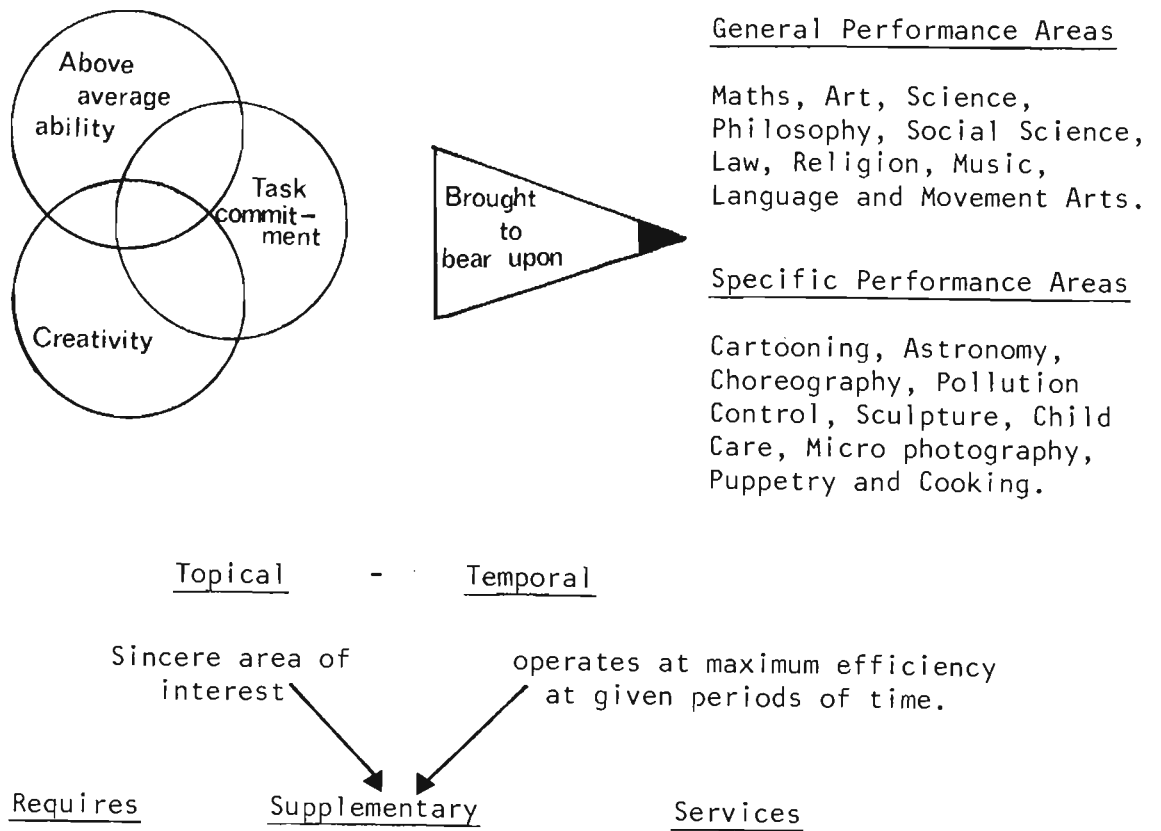 Above
average
ability
Task
commit-
ment
Creativity
Brought
to
bear upon
General Performance Areas
Maths, Art, Science,
Philosophy, Social Science,
Law, Religion, Music,
Language and Movement Arts.
Specific Performance Areas
Cartooning, Astronomy,
Choreography, Pollution
Control, Sculpture, Child
Care, Micro photography,
Puppetry and Cooking.
Topical - Temporal
Sincere area of
interest
operates at maximum efficiency
at given periods of time.
Requires Supplementary Services